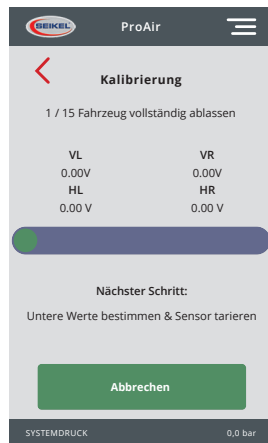 SEIKEL ProAir
Kalibrierung
1 / 15 Fahrzeug vollständig ablassen
VL VR
0.00V 0.00V
HL HR
0.00 V 0.00 V
Nächster Schritt:
Untere Werte bestimmen & Sensor tarieren
Abbrechen
SYSTEMDRUCK 0,0 bar